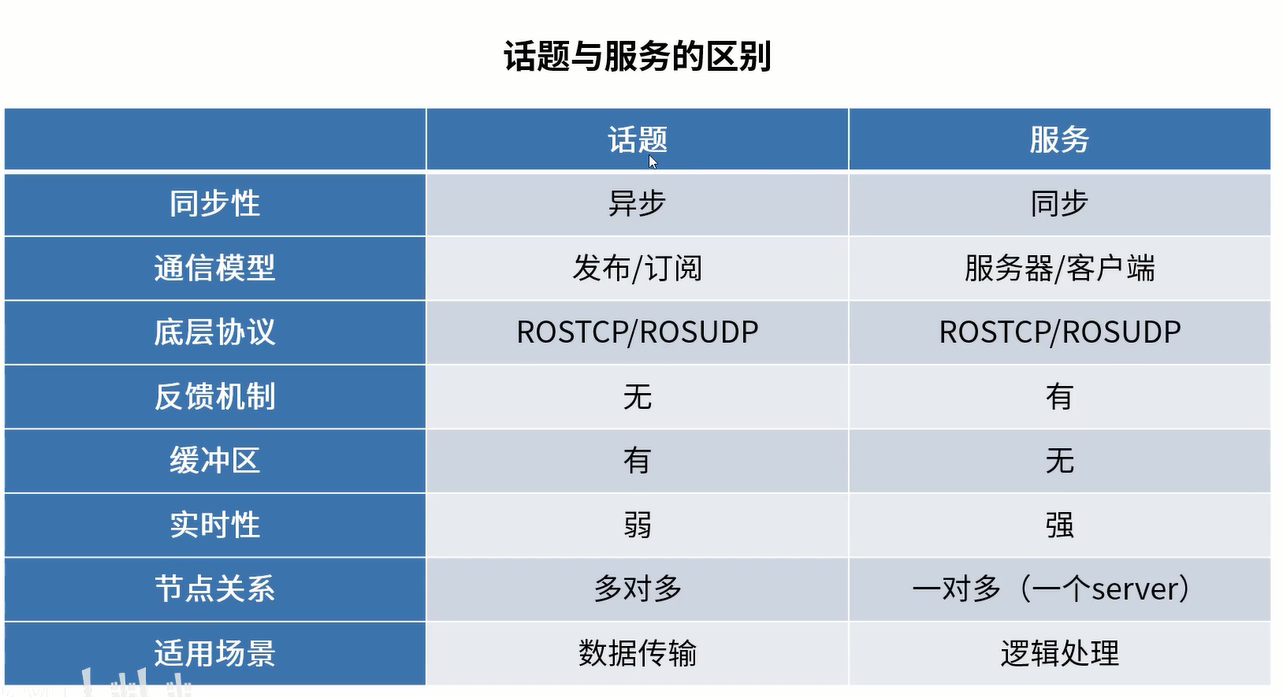 话题与服务的区别
话题 服务
同步性 异步 同步
通信模型 发布/订阅 服务器/客户端
底层协议 ROSTCP/ROSUDP ROSTCP/ROSUDP
反馈机制 无 有
缓冲区 有 无
实时性 弱 强
节点关系 多对多 一对多（一个server）
适用场景 数据传输 逻辑处理